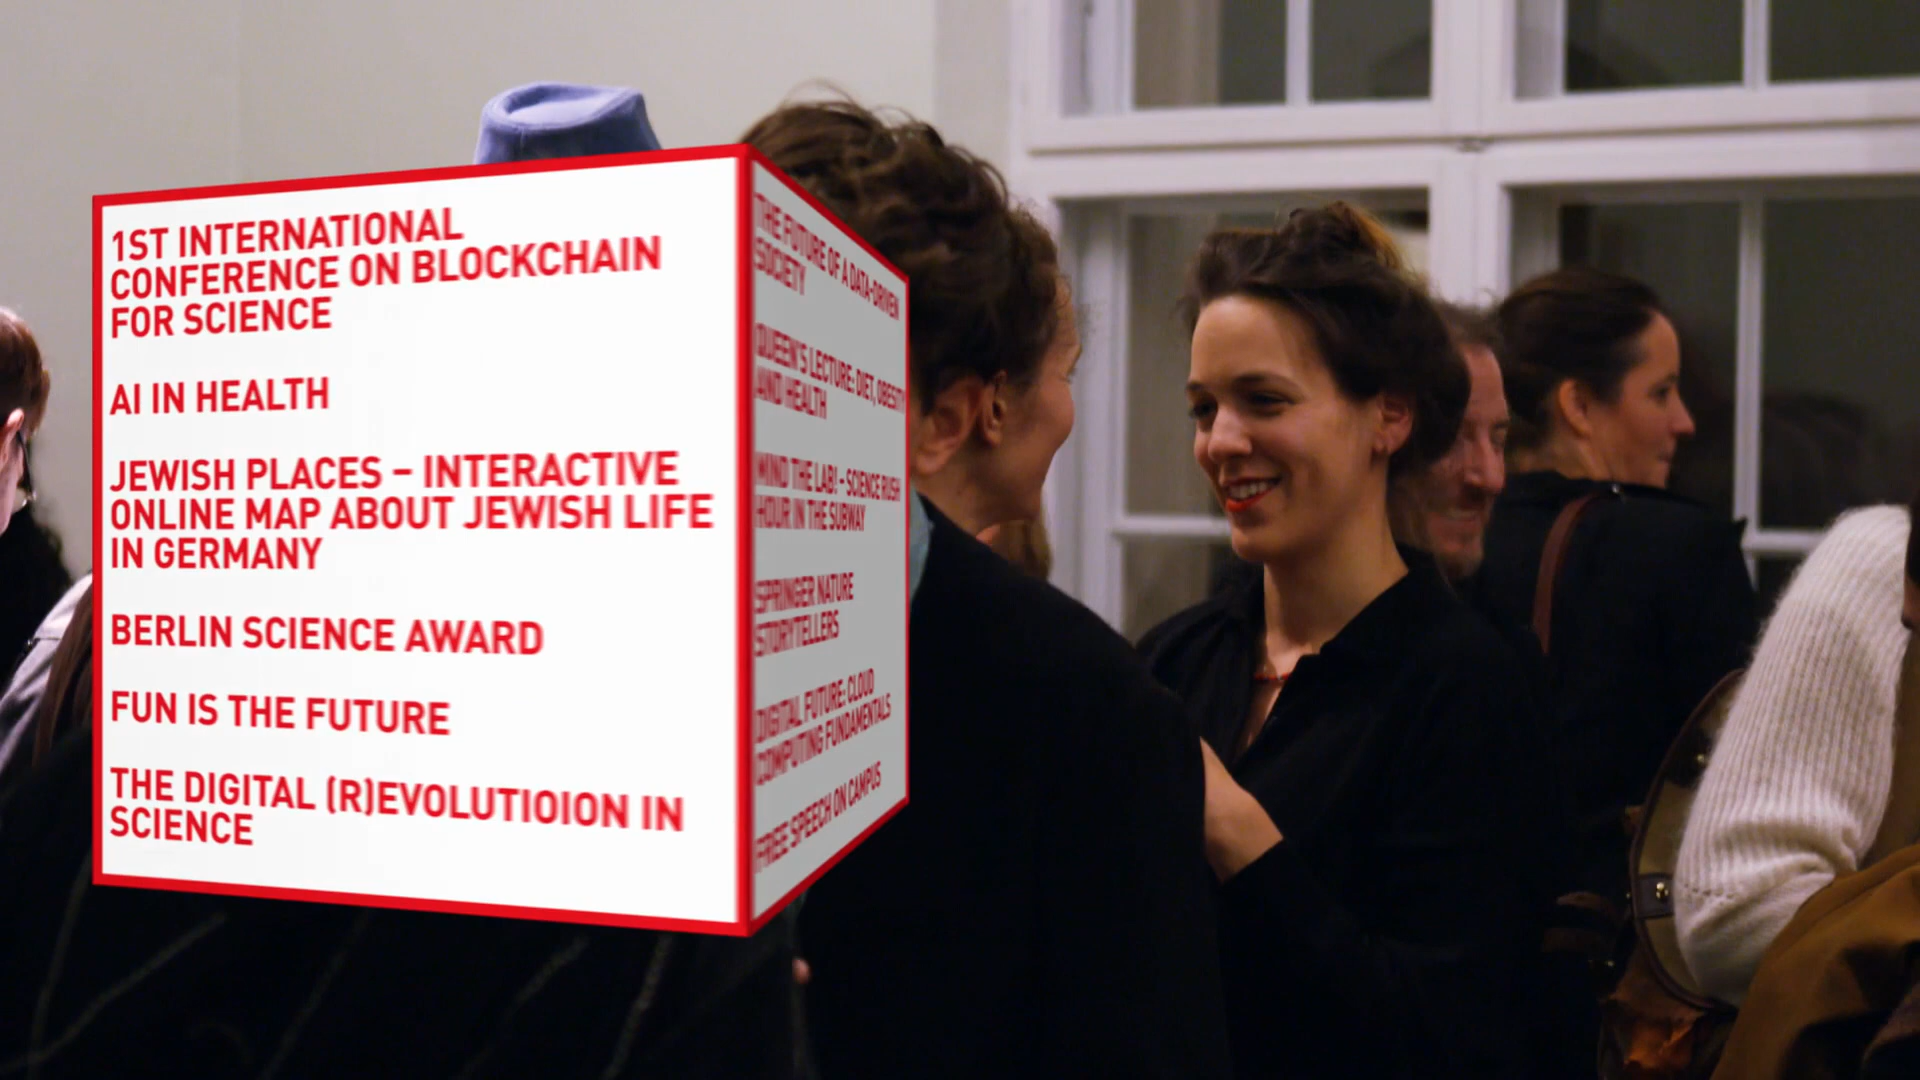 1ST INTERNATIONAL
CONFERENCE ON BLOCKCHAIN
FOR SCIENCE
AI IN HEALTH
JEWISH PLACES – INTERACTIVE
ONLINE MAP ABOUT JEWISH LIFE
IN GERMANY
BERLIN SCIENCE AWARD
FUN IS THE FUTURE
THE DIGITAL (R)EVOLUTIOION IN
SCIENCE
THE FUTURE OF A DATA-DRIVEN
SOCIETY
QUEEN'S LECTURE: DIET, OBESITY
AND HEALTH
MIND THE LAB! – SCIENCE RUSH
HOUR IN THE SUBWAY
SPRINGER NATURE
STORYTELLERS
DIGITAL FUTURE: CLOUD
COMPUTING FUNDAMENTALS
FREE SPEECH ON CAMPUS